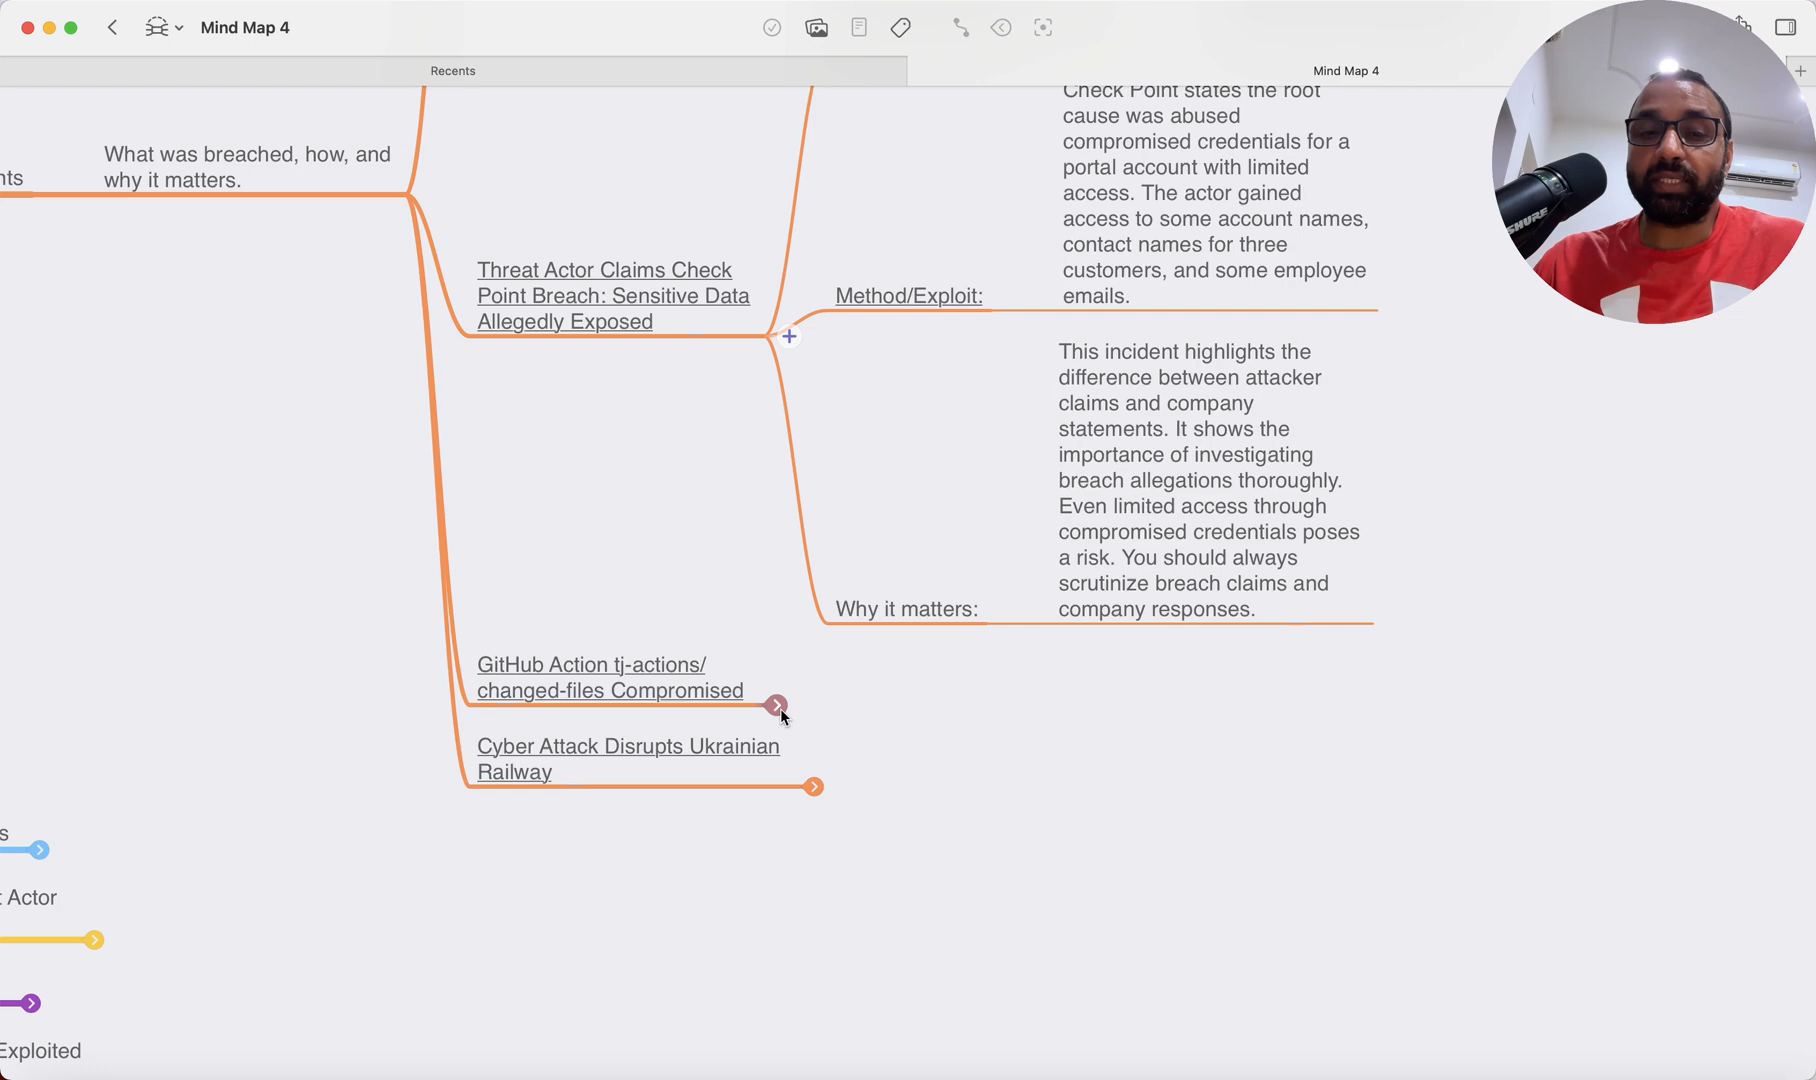 Mind Map 4
Recents
Mind Map 4
nts
What was breached, how, and
why it matters.
Threat Actor Claims Check
Point Breach: Sensitive Data
Allegedly Exposed
Method/Exploit:
Check Point states the root
cause was abused
compromised credentials for a
portal account with limited
access. The actor gained
access to some account names,
contact names for three
customers, and some employee
emails.
Why it matters:
This incident highlights the
difference between attacker
claims and company
statements. It shows the
importance of investigating
breach allegations thoroughly.
Even limited access through
compromised credentials poses
a risk. You should always
scrutinize breach claims and
company responses.
GitHub Action tj-actions/
changed-files Compromised
Cyber Attack Disrupts Ukrainian
Railway
s
t Actor
Exploited
SHURE